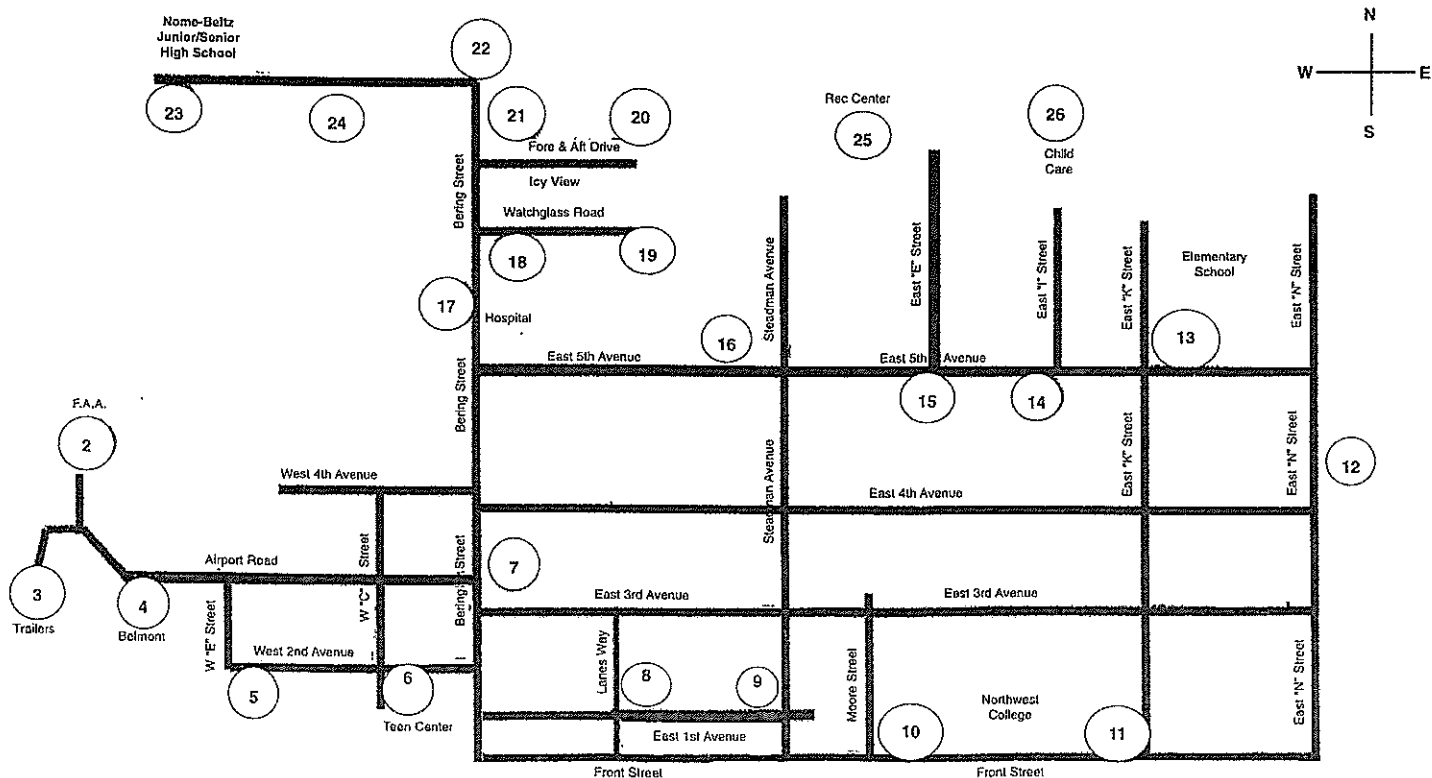 Nome-Beltz
Junior/Senior
High School
22
N
W
E
S
23
24
21
20
Rec Center
25
26
Child
Care
Fore & Aft Drive
Icy View
Bering Street
Watchglass Road
18
19
Steadman Avenue
East "E" Street
East "I" Street
East "K" Street
Elementary
School
East "N" Street
17
Hospital
16
13
East 5th Avenue
East 5th Avenue
15
14
Bering Street
F.A.A.
2
West 4th Avenue
Steadman Avenue
East "K" Street
East "N" Street
12
East 4th Avenue
Airport Road
W "C" Street
Bering Street
7
3
Trailers
4
Belmont
East 3rd Avenue
East 3rd Avenue
W "E" Street
West 2nd Avenue
5
6
Teen Center
Lanes Way
8
9
Moore Street
Northwest
College
East "N" Street
10
11
East 1st Avenue
Front Street
Front Street